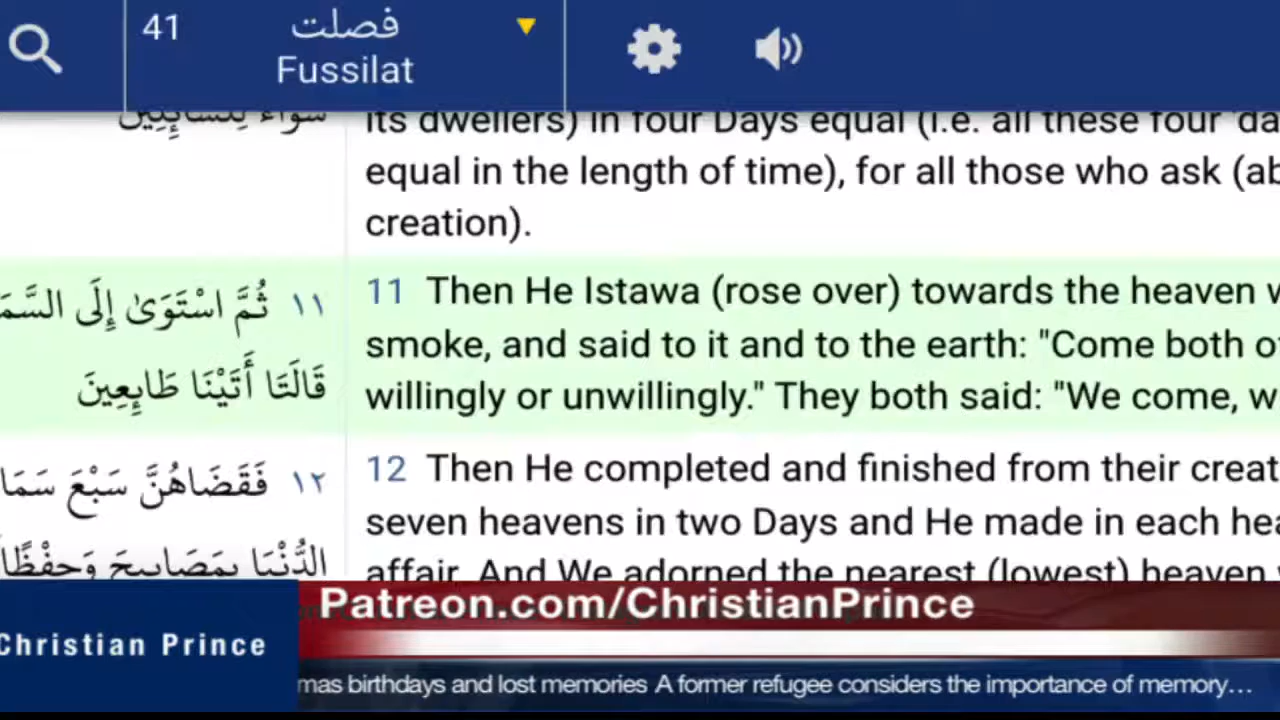 41
فصلت
Fussilat
سواء للسائلين
its dwellers) in four Days equal (i.e. all these four
equal in the length of time), for all those who ask
creation).
١١ ثُمَّ اسْتَوَىٰ إِلَى
11 Then He Istawa (rose over) towards the heaven
smoke, and said to it and to the earth: "Come both
قَالَتَا أَتَيْنَا طَائِعِينَ
willingly or unwillingly." They both said: "We come,
١٢ فَقَضَاهُنَّ سَبْعَ
12 Then He completed and finished from their
seven heavens in two Days and He made in each
الدُّنْيَا بِمَصَابِيحَ وَحِفْظًا
affair. And We adorned the nearest (lowest) heaven
Patreon.com/ChristianPrince
Christian Prince
birthdays and lost memories A former refugee considers the importance of memory...